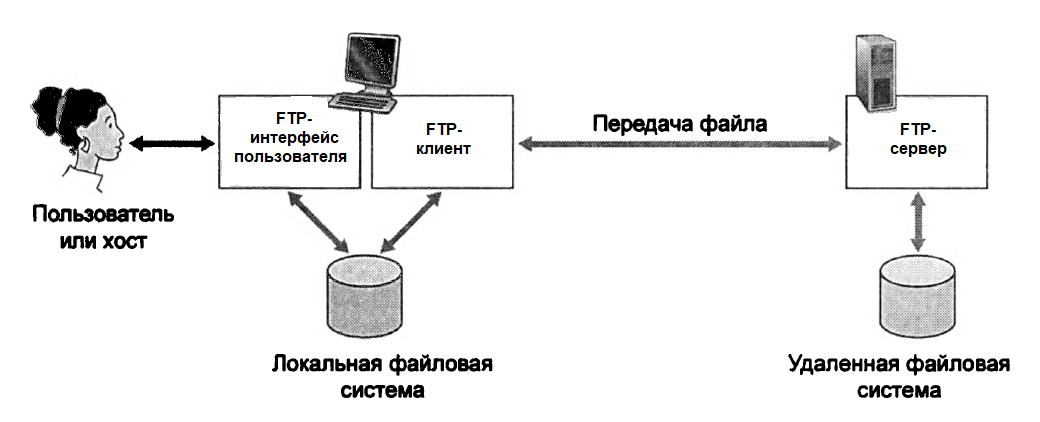 FTP-
интерфейс
пользователя
FTP-
клиент
Передача файла
FTP-
сервер
Пользователь
или хост
Локальная файловая
система
Удаленная файловая
система